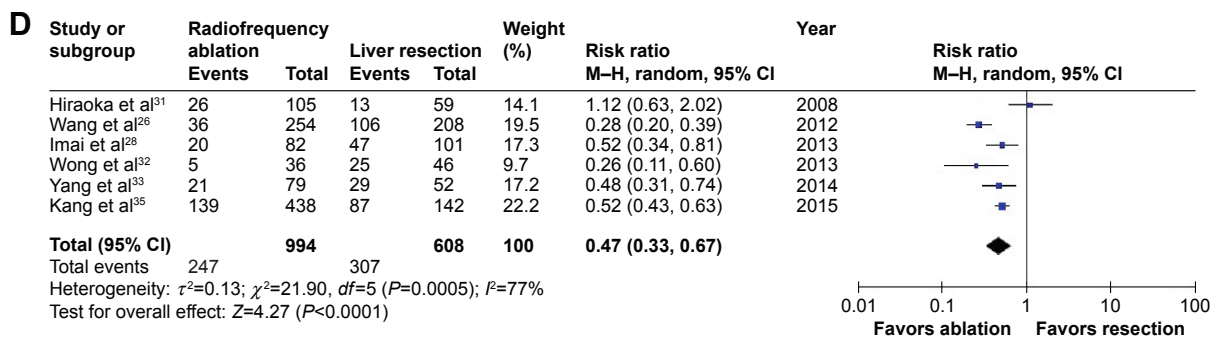 D
Study or Radiofrequency Weight Year
subgroup ablation Liver resection (%) Risk ratio Risk ratio
Events Total Events Total M–H, random, 95% CI M–H, random, 95% CI
Hiraoka et al31 26 105 13 59 14.1 1.12 (0.63, 2.02) 2008
Wang et al26 36 254 106 208 19.5 0.28 (0.20, 0.39) 2012
Imai et al28 20 82 47 101 17.3 0.52 (0.34, 0.81) 2013
Wong et al32 5 36 25 46 9.7 0.26 (0.11, 0.60) 2013
Yang et al33 21 79 29 52 17.2 0.48 (0.31, 0.74) 2014
Kang et al35 139 438 87 142 22.2 0.52 (0.43, 0.63) 2015
Total (95% CI) 994 608 100 0.47 (0.33, 0.67)
Total events 247 307
Heterogeneity: τ2=0.13; χ2=21.90, df=5 (P=0.0005); I2=77%
Test for overall effect: Z=4.27 (P<0.0001)
0.01 0.1 1 10 100
Favors ablation Favors resection